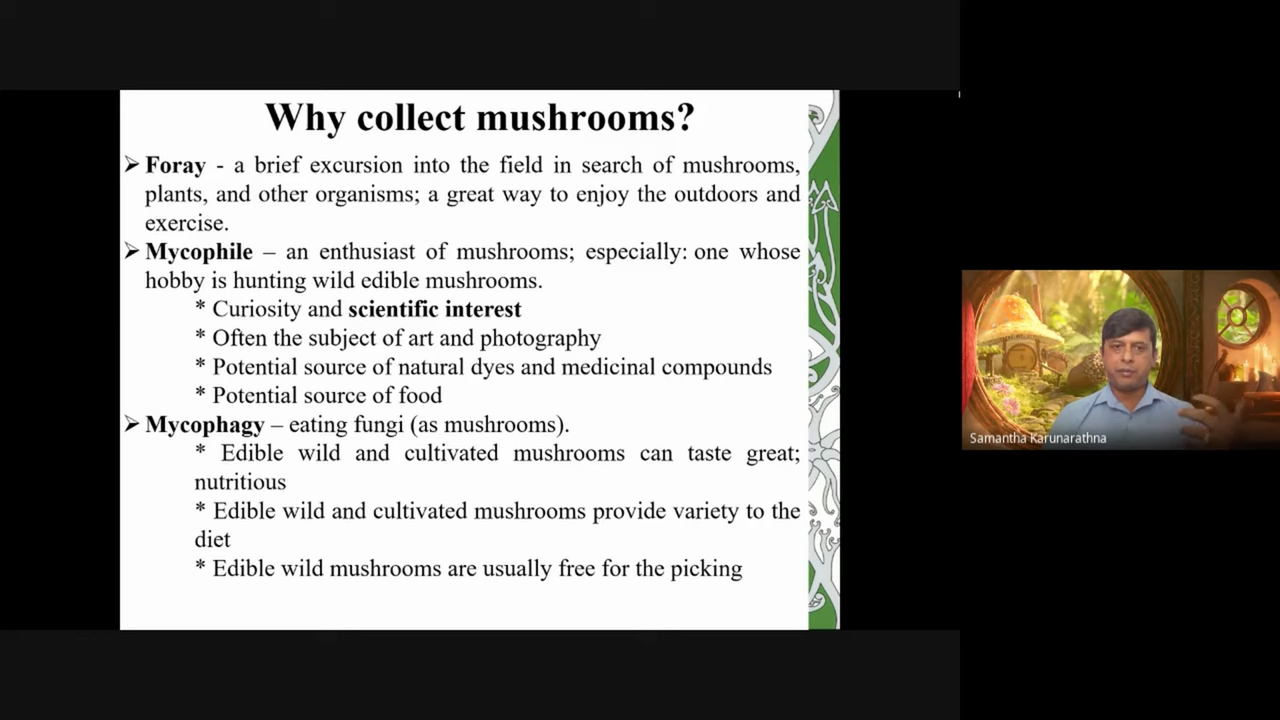 Why collect mushrooms?
➢ Foray - a brief excursion into the field in search of mushrooms,
plants, and other organisms; a great way to enjoy the outdoors and
exercise.
➢ Mycophile – an enthusiast of mushrooms; especially: one whose
hobby is hunting wild edible mushrooms.
* Curiosity and scientific interest
* Often the subject of art and photography
* Potential source of natural dyes and medicinal compounds
* Potential source of food
➢ Mycophagy – eating fungi (as mushrooms).
* Edible wild and cultivated mushrooms can taste great;
nutritious
* Edible wild and cultivated mushrooms provide variety to the
diet
* Edible wild mushrooms are usually free for the picking
Samantha Karunarathna